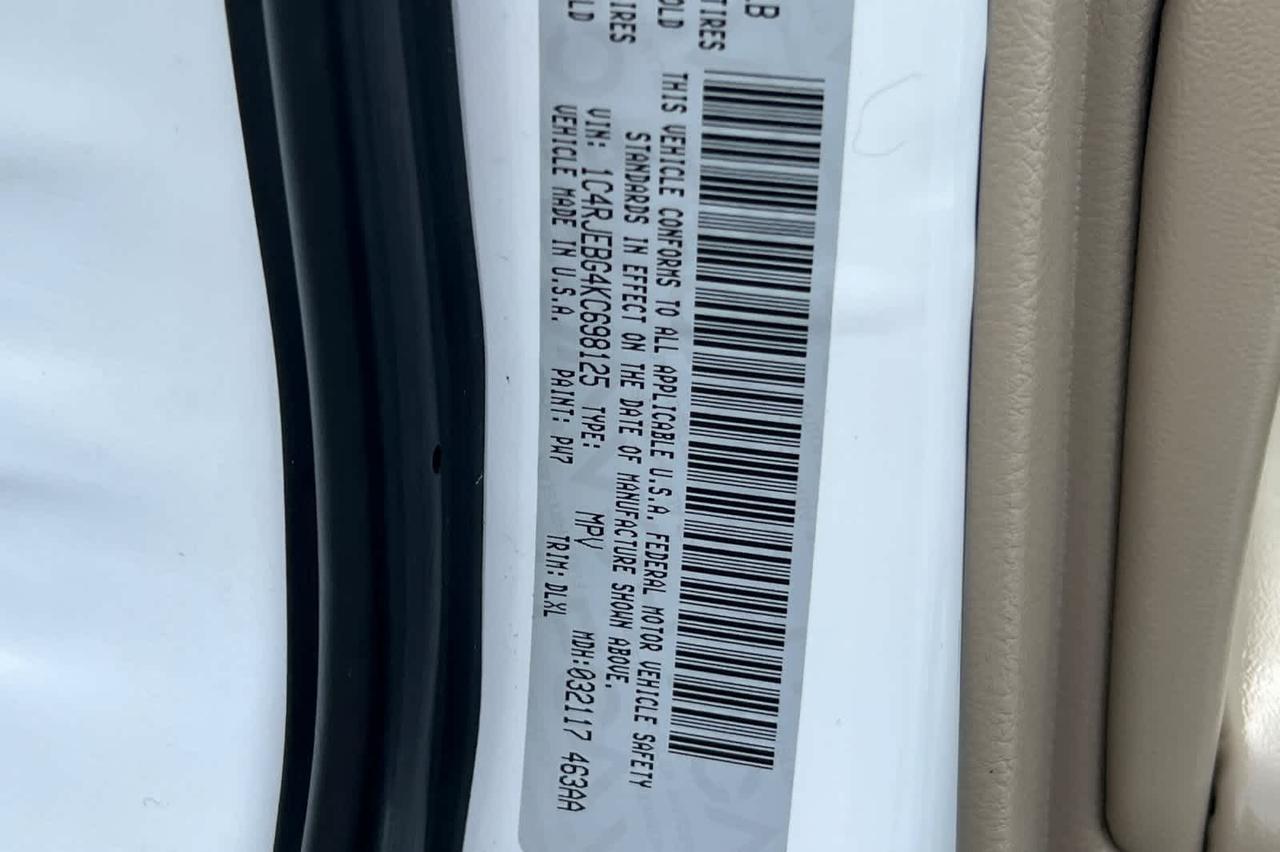 LB
TIRES
OLD
IRES
OLD
THIS VEHICLE CONFORMS TO ALL APPLICABLE U.S.A. FEDERAL MOTOR VEHICLE SAFETY
STANDARDS IN EFFECT ON THE DATE OF MANUFACTURE SHOWN ABOVE.
VIN: 1C4RJEBG4KC698125 TYPE: MPV MDH:032117 463AA
VEHICLE MADE IN U.S.A. PAINT: PW7 TRIM: DLXL